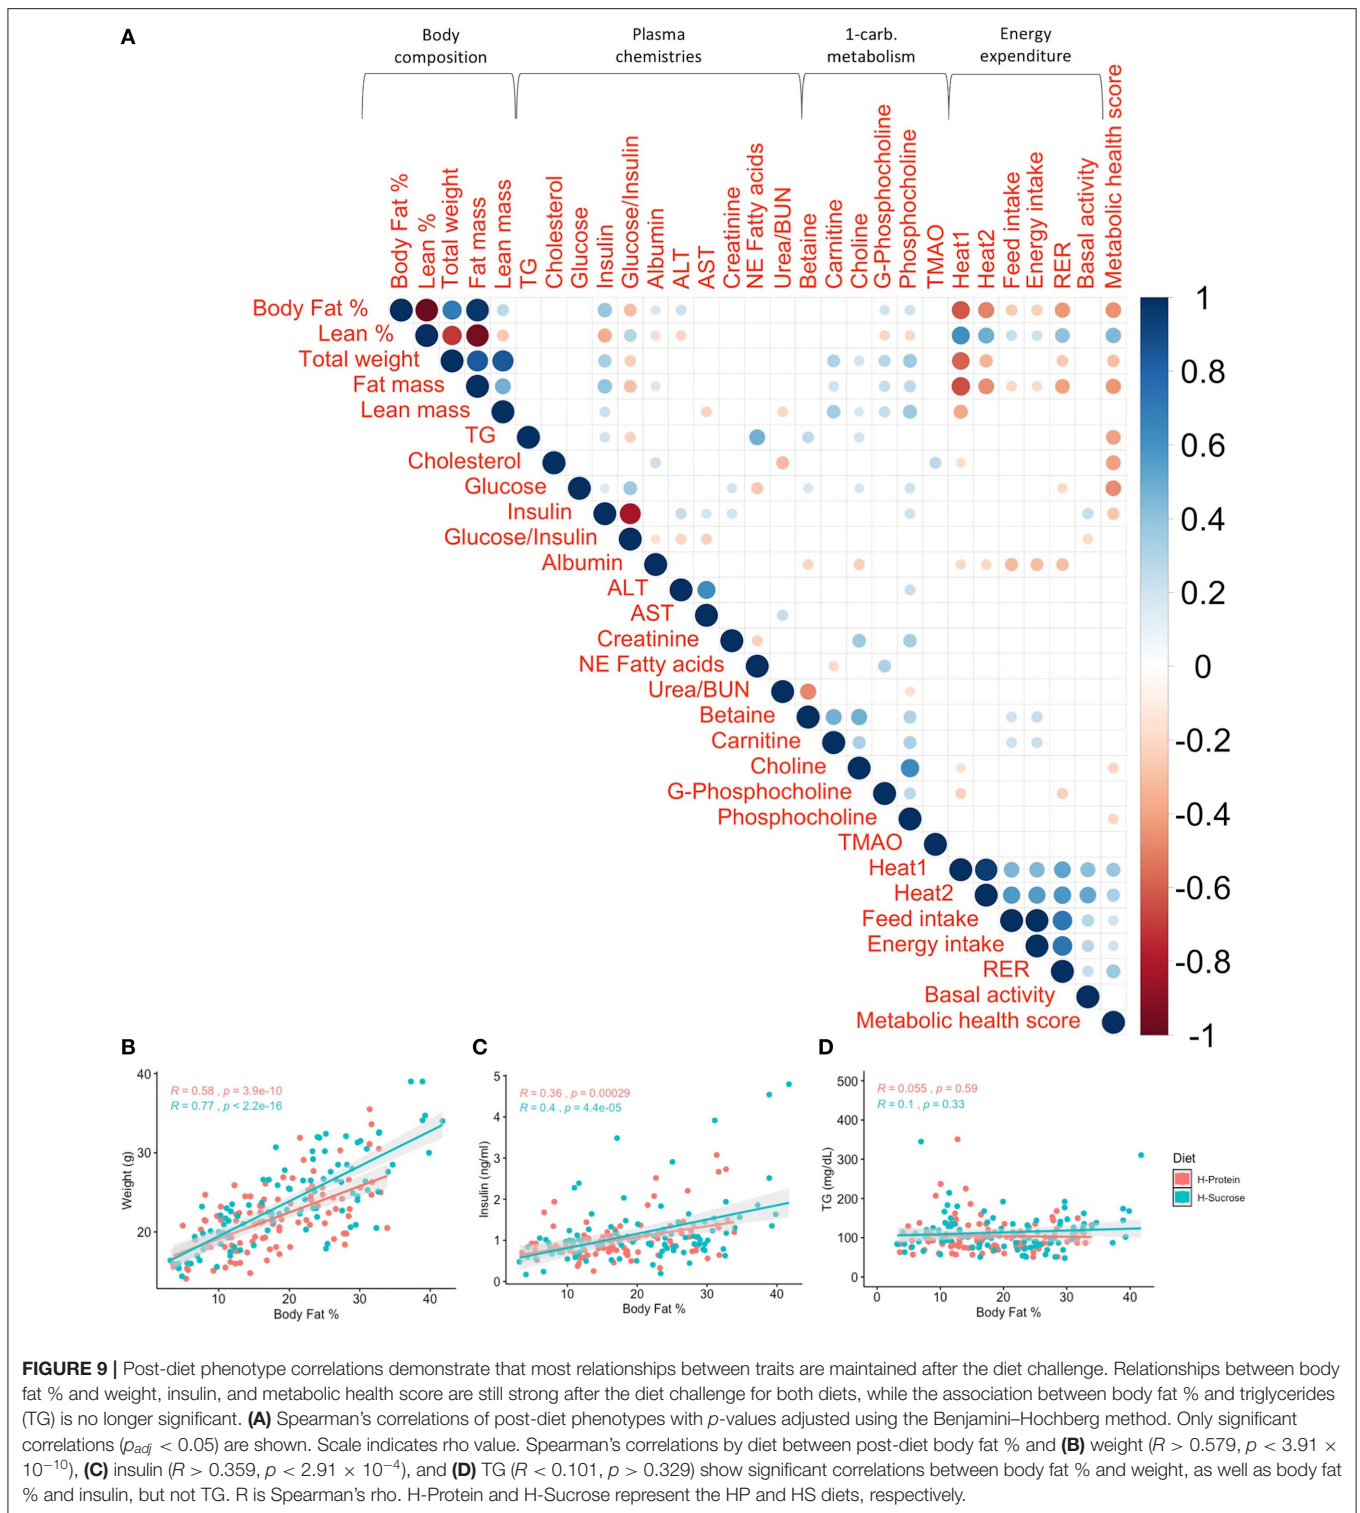 A
Body
composition
Plasma
chemistries
1-carb.
metabolism
Energy
expenditure
Body Fat %
Lean %
Total weight
Fat mass
Lean mass
TG
Cholesterol
Glucose
Insulin
Glucose/Insulin
Albumin
ALT
AST
Creatinine
NE Fatty acids
Urea/BUN
Betaine
Carnitine
Choline
G-Phosphocholine
Phosphocholine
TMAO
Heat1
Heat2
Feed intake
Energy intake
RER
Basal activity
Metabolic health score
Body Fat %
Lean %
Total weight
Fat mass
Lean mass
TG
Cholesterol
Glucose
Insulin
Glucose/Insulin
Albumin
ALT
AST
Creatinine
NE Fatty acids
Urea/BUN
Betaine
Carnitine
Choline
G-Phosphocholine
Phosphocholine
TMAO
Heat1
Heat2
Feed intake
Energy intake
RER
Basal activity
Metabolic health score
1
0.8
0.6
0.4
0.2
0
-0.2
-0.4
-0.6
-0.8
-1
B
R = 0.58 , p = 3.9e-10
R = 0.77 , p < 2.2e-16
Weight (g)
40
30
20
10 20 30 40
Body Fat %
C
R = 0.36 , p = 0.00029
R = 0.4 , p = 4.4e-05
Insulin (ng/ml)
5
4
3
2
1
0
10 20 30 40
Body Fat %
D
R = 0.055 , p = 0.59
R = 0.1 , p = 0.33
TG (mg/dL)
500
400
300
200
100
0
0 10 20 30 40
Body Fat %
Diet
H-Protein
H-Sucrose
FIGURE 9 | Post-diet phenotype correlations demonstrate that most relationships between traits are maintained after the diet challenge. Relationships between body
fat % and weight, insulin, and metabolic health score are still strong after the diet challenge for both diets, while the association between body fat % and triglycerides
(TG) is no longer significant. (A) Spearman's correlations of post-diet phenotypes with p-values adjusted using the Benjamini–Hochberg method. Only significant
correlations (padj < 0.05) are shown. Scale indicates rho value. Spearman's correlations by diet between post-diet body fat % and (B) weight (R > 0.579, p < 3.91 ×
10−10), (C) insulin (R > 0.359, p < 2.91 × 10−4), and (D) TG (R < 0.101, p > 0.329) show significant correlations between body fat % and weight, as well as body fat
% and insulin, but not TG. R is Spearman's rho. H-Protein and H-Sucrose represent the HP and HS diets, respectively.